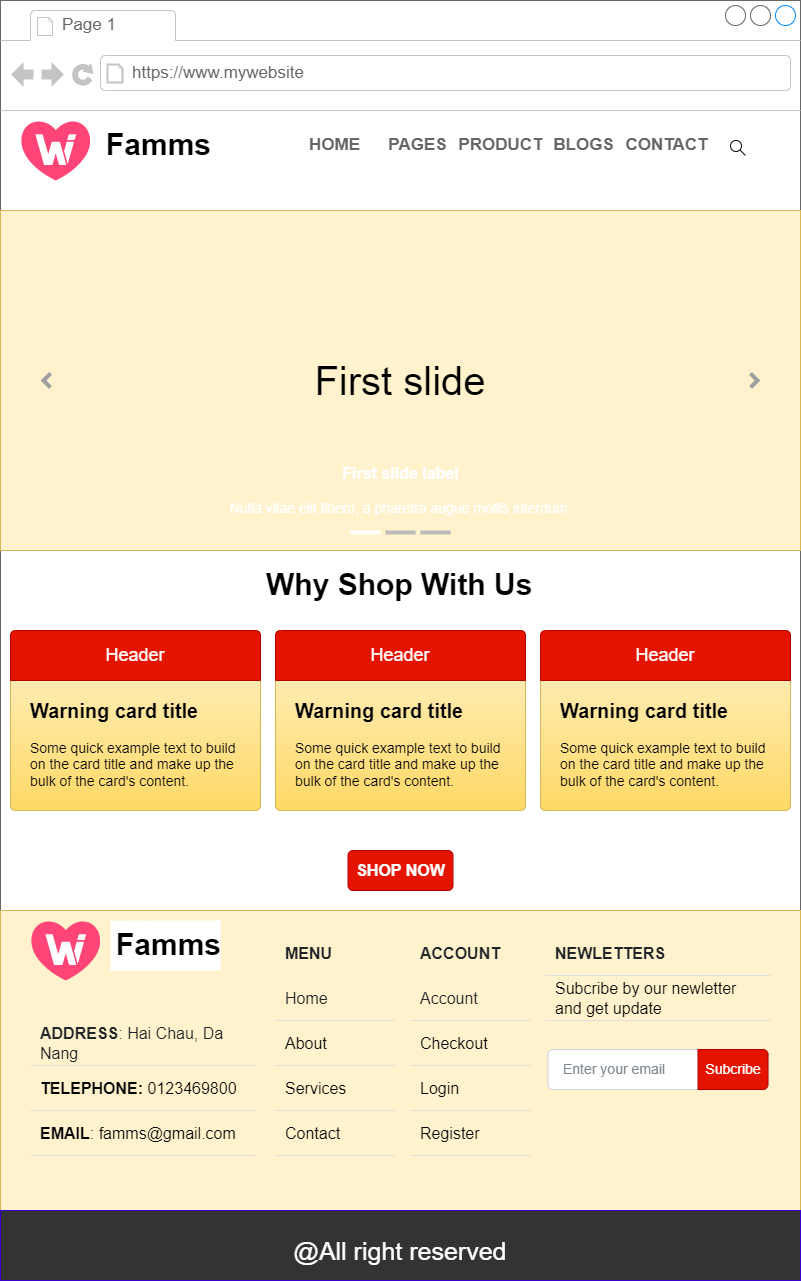 Page 1
https://www.mywebsite
Wi
Famms
HOME PAGES PRODUCT BLOGS CONTACT
First slide
First slide label
Nulla vitae elit libero, a pharetra augue mollis interdum.
Why Shop With Us
Header
Warning card title
Some quick example text to build
on the card title and make up the
bulk of the card's content.
Header
Warning card title
Some quick example text to build
on the card title and make up the
bulk of the card's content.
Header
Warning card title
Some quick example text to build
on the card title and make up the
bulk of the card's content.
SHOP NOW
Wi
Famms
ADDRESS: Hai Chau, Da
Nang
TELEPHONE: 0123469800
EMAIL: famms@gmail.com
MENU
Home
About
Services
Contact
ACCOUNT
Account
Checkout
Login
Register
NEWLETTERS
Subcribe by our newletter
and get update
Enter your email
Subcribe
@All right reserved